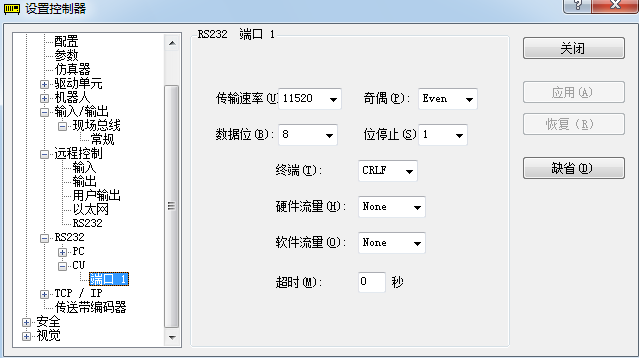 设置控制器
配置
参数
仿真器
驱动单元
机器人
输入/输出
现场总线
常规
远程控制
输入
输出
用户输出
以太网
RS232
RS232
PC
CU
端口 1
TCP / IP
传送带编码器
安全
视觉
RS232 端口 1
传输速率(U 11520 奇偶(P): Even
数据位(B): 8 位停止(S) 1
终端(T): CRLF
硬件流量(H): None
软件流量(O): None
超时(M): 0 秒
关闭
应用(A)
恢复(R)
缺省(D)